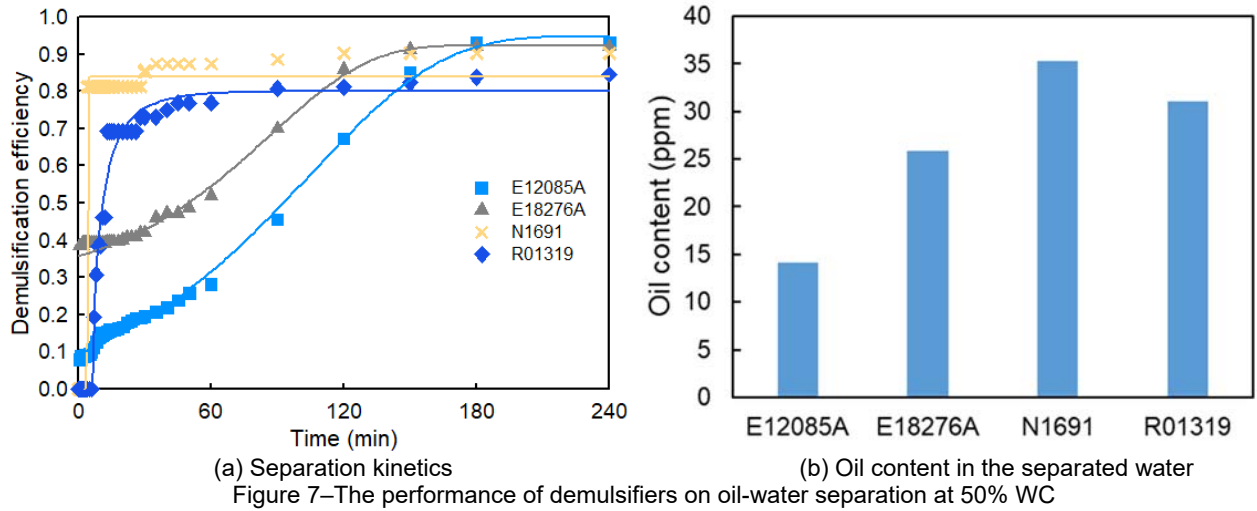 1.0
0.9
0.8
0.7
0.6
0.5
0.4
0.3
0.2
0.1
0.0
Demulsification efficiency
0 60 120 180 240
Time (min)
E12085A
E18276A
N1691
R01319
(a) Separation kinetics
40
35
30
25
20
15
10
5
0
Oil content (ppm)
E12085A E18276A N1691 R01319
(b) Oil content in the separated water
Figure 7–The performance of demulsifiers on oil-water separation at 50% WC